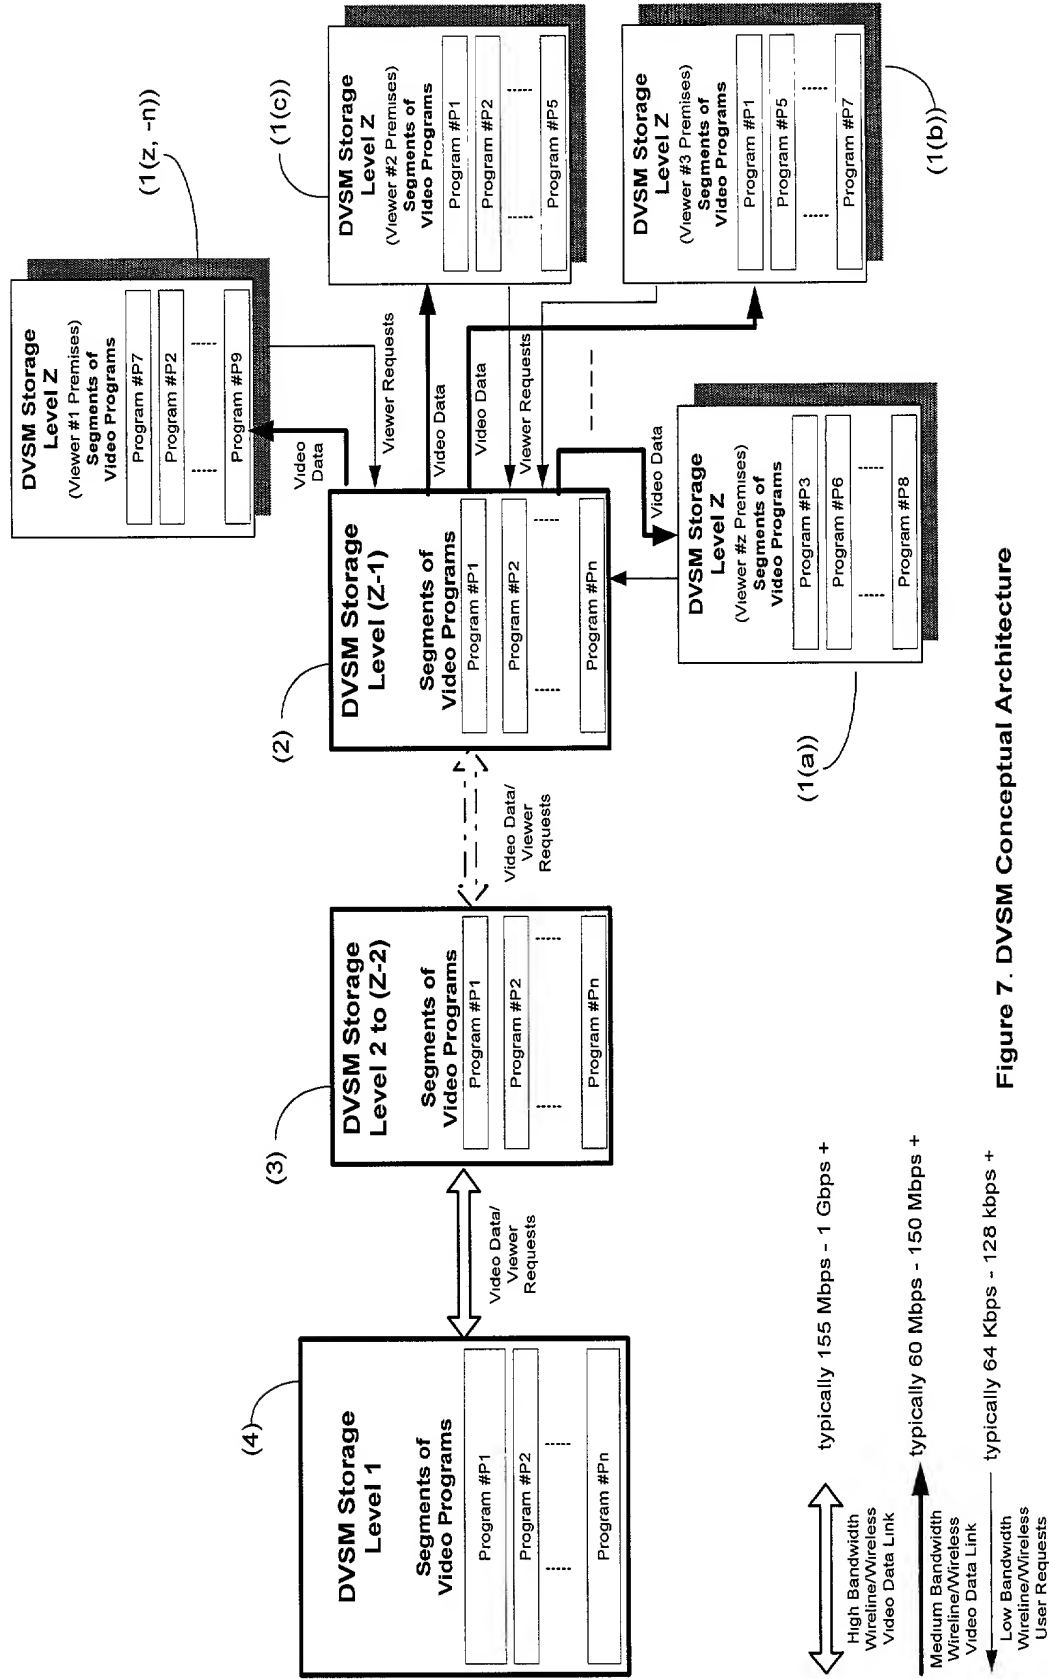 (4)
DVSM Storage
Level 1
Segments of
Video Programs
Program #P1
Program #P2
Program #Pn
Video Data/
Viewer
Requests
(3)
DVSM Storage
Level 2 to (Z-2)
Segments of
Video Programs
Program #P1
Program #P2
Program #Pn
Video Data/
Viewer
Requests
(2)
DVSM Storage
Level (Z-1)
Segments of
Video Programs
Program #P1
Program #P2
Program #Pn
Video
Data
Viewer Requests
Video Data
Video Data
Viewer Requests
Video Data
(1(z, -n))
DVSM Storage
Level Z
(Viewer #1 Premises)
Segments of
Video Programs
Program #P7
Program #P2
Program #P9
(1(c))
DVSM Storage
Level Z
(Viewer #2 Premises)
Segments of
Video Programs
Program #P1
Program #P2
Program #P5
(1(b))
DVSM Storage
Level Z
(Viewer #3 Premises)
Segments of
Video Programs
Program #P1
Program #P5
Program #P7
(1(a))
DVSM Storage
Level Z
(Viewer #z Premises)
Segments of
Video Programs
Program #P3
Program #P6
Program #P8
High Bandwidth
Wireline/Wireless
Video Data Link
typically 155 Mbps - 1 Gbps +
Medium Bandwidth
Wireline/Wireless
Video Data Link
typically 60 Mbps - 150 Mbps +
Low Bandwidth
Wireline/Wireless
User Requests
typically 64 Kbps - 128 kbps +
Figure 7. DVSM Conceptual Architecture